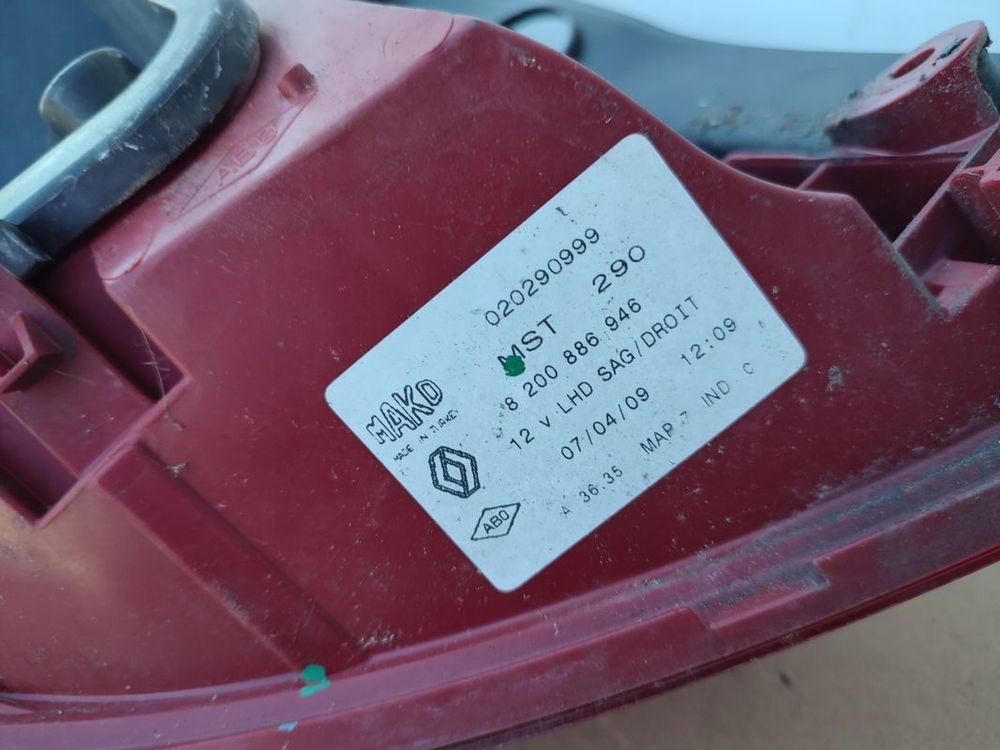 020290999
MST 290
8 200 886 946
12 V LHD SAĞ/DROIT
07/04/09 12:09
A 36.35 MAP 7 IND C
MAKO
MADE IN TURKEY
ABO